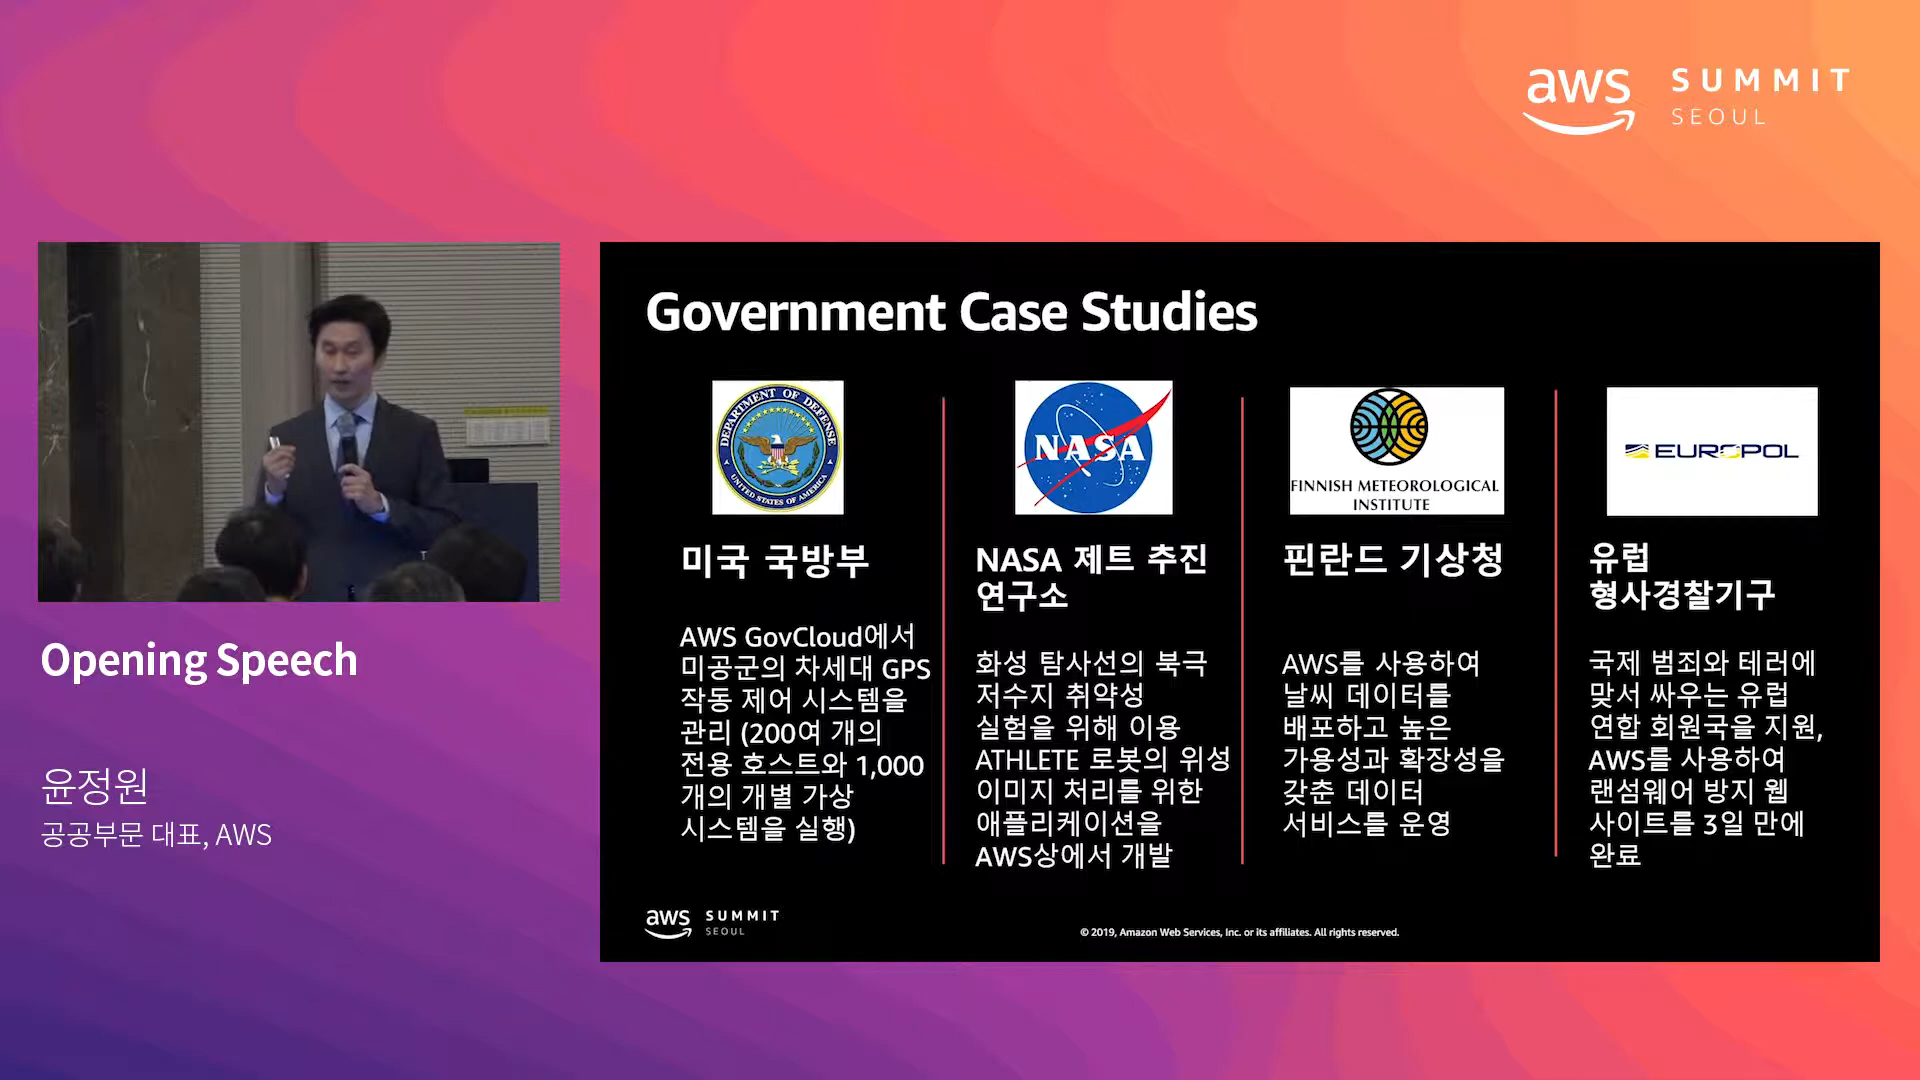 aws SUMMIT
SEOUL
Government Case Studies
DEPARTMENT OF DEFENSE
UNITED STATES OF AMERICA
NASA
FINNISH METEOROLOGICAL
INSTITUTE
EUROPOL
미국 국방부
AWS GovCloud에서
미공군의 차세대 GPS
작동 제어 시스템을
관리 (200여 개의
전용 호스트와 1,000
개의 개별 가상
시스템을 실행)
NASA 제트 추진
연구소
화성 탐사선의 북극
저수지 취약성
실험을 위해 이용
ATHLETE 로봇의 위성
이미지 처리를 위한
애플리케이션을
AWS상에서 개발
핀란드 기상청
AWS를 사용하여
날씨 데이터를
배포하고 높은
가용성과 확장성을
갖춘 데이터
서비스를 운영
유럽
형사경찰기구
국제 범죄와 테러에
맞서 싸우는 유럽
연합 회원국을 지원,
AWS를 사용하여
랜섬웨어 방지 웹
사이트를 3일 만에
완료
aws SUMMIT
SEOUL
© 2019, Amazon Web Services, Inc. or its affiliates. All rights reserved.
Opening Speech
윤정원
공공부문 대표, AWS